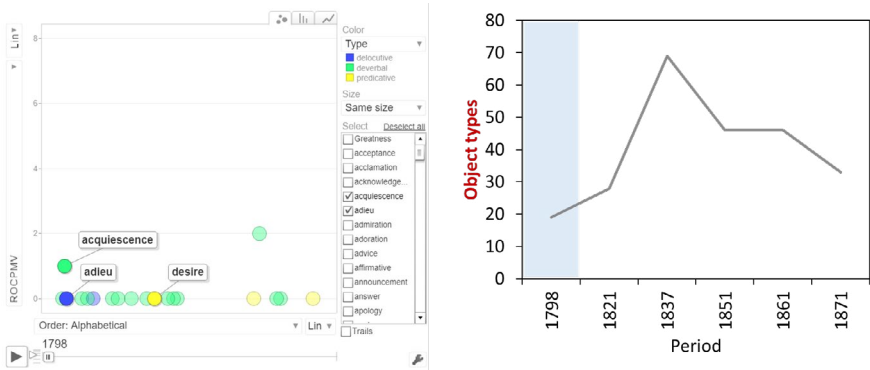 Lin
ROCPMV
8
6
4
2
0
acquiescence
adieu
desire
Order: Alphabetical
Lin
1798
Color
Type
delocutive
deverbal
predicative
Size
Same size
Select Deselect all
Greatness
acceptance
acclamation
acknowledge...
acquiescence
adieu
admiration
adoration
advice
affirmative
announcement
answer
apology
Trails
Object types
80
70
60
50
40
30
20
10
0
1798
1821
1837
1851
1861
1871
Period